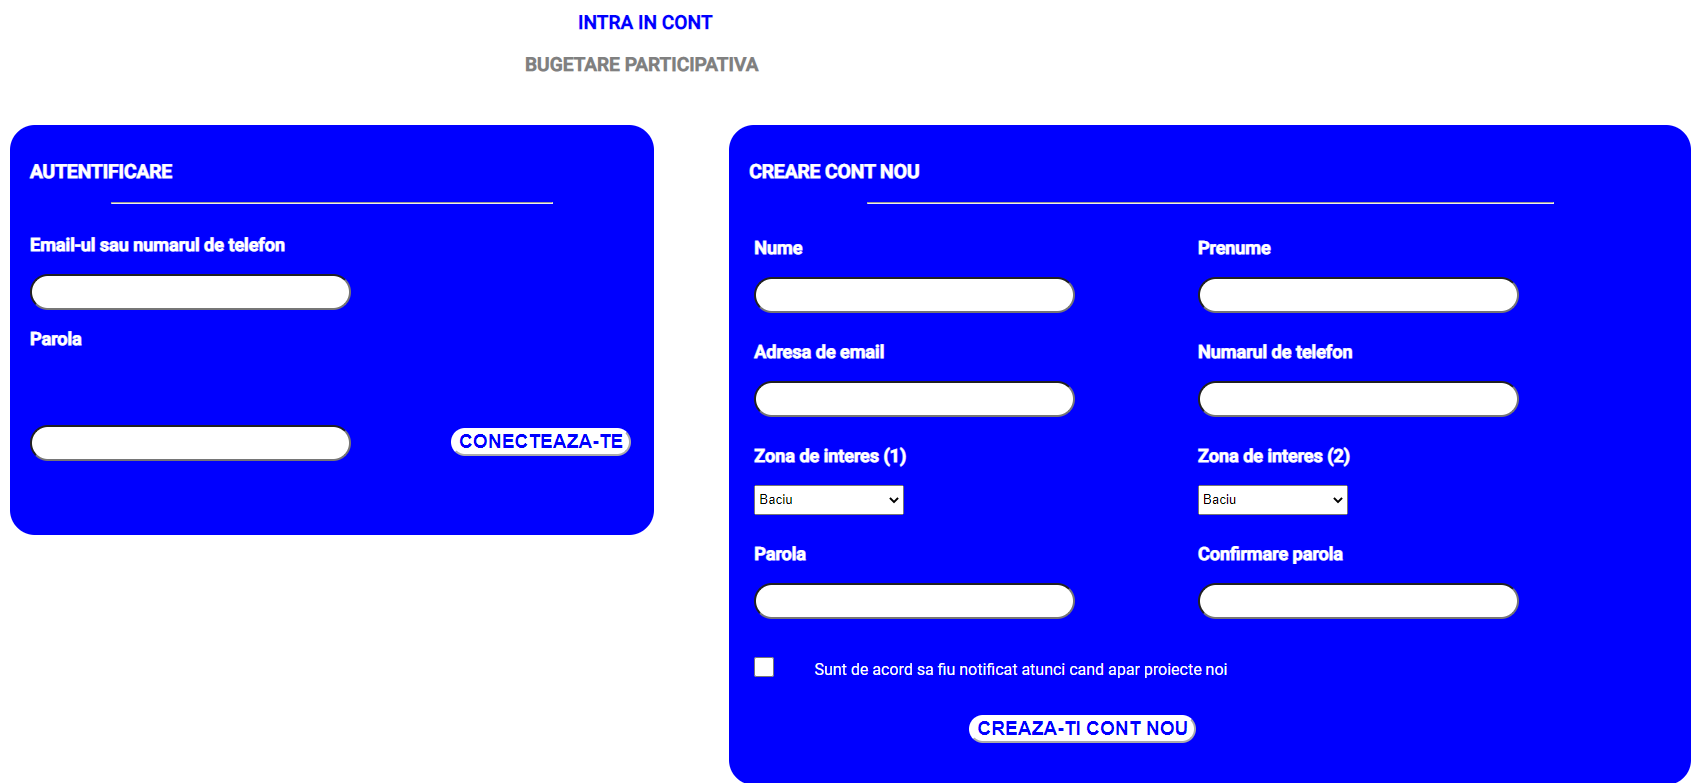 INTRA IN CONT
BUGETARE PARTICIPATIVA
AUTENTIFICARE
Email-ul sau numarul de telefon
Parola
CONECTEAZA-TE
CREARE CONT NOU
Nume
Prenume
Adresa de email
Numarul de telefon
Zona de interes (1)
Zona de interes (2)
Baciu
Baciu
Parola
Confirmare parola
Sunt de acord sa fiu notificat atunci cand apar proiecte noi
CREAZA-TI CONT NOU